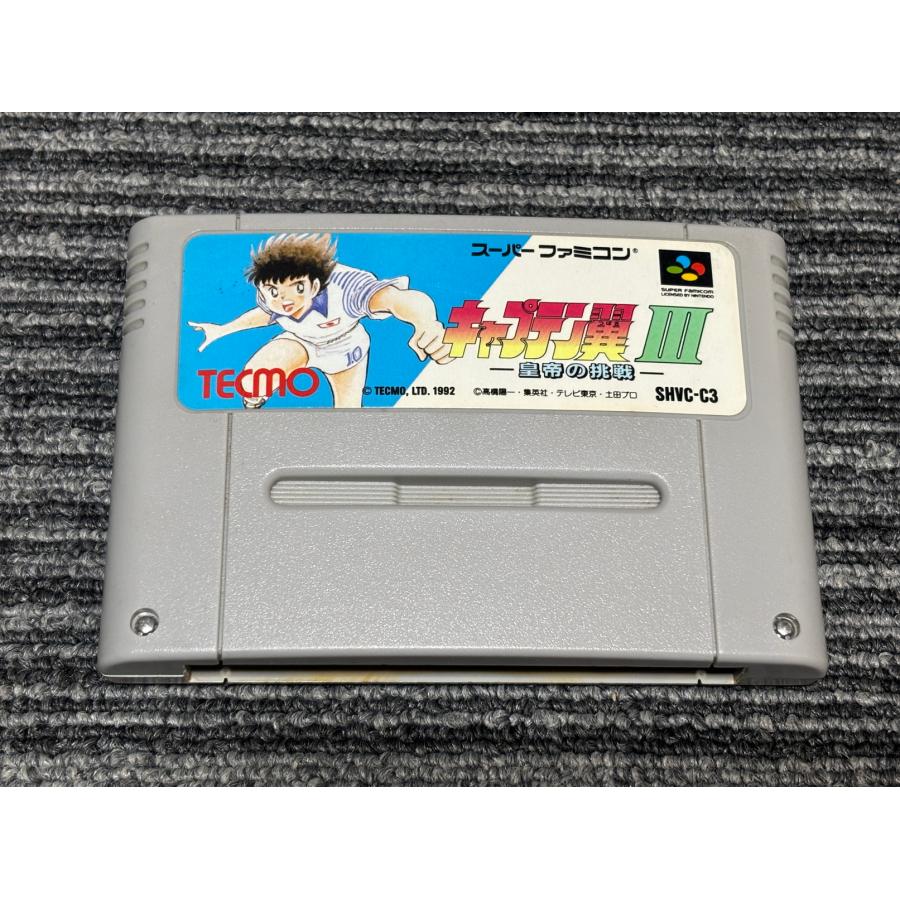 スーパーファミコン®
SUPER FAMICOM
LICENSED BY NINTENDO
キャプテン翼III
―皇帝の挑戦―
10
TECMO
© TECMO, LTD. 1992 ©高橋陽一・集英社・テレビ東京・土田プロ SHVC-C3